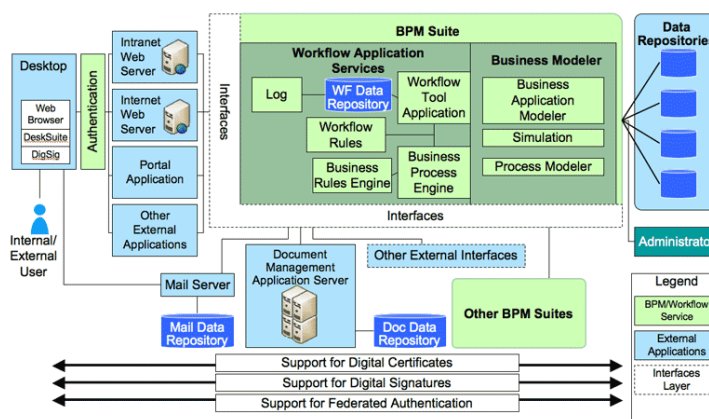 BPM Suite
Data
Repositories
Desktop
Web
Browser
DeskSuite
DigSig
Internal/
External
User
Authentication
Intranet
Web
Server
Internet
Web
Server
Portal
Application
Other
External
Applications
Interfaces
Workflow Application
Services
Log
WF Data
Repository
Workflow
Tool
Application
Workflow
Rules
Business
Rules Engine
Business
Process
Engine
Business Modeler
Business
Application
Modeler
Simulation
Process Modeler
Interfaces
Administrator
Mail Server
Mail Data
Repository
Document
Management
Application Server
Doc Data
Repository
Other External Interfaces
Other BPM Suites
Legend
BPM/Workflow
Service
External
Applications
Interfaces
Layer
Support for Digital Certificates
Support for Digital Signatures
Support for Federated Authentication